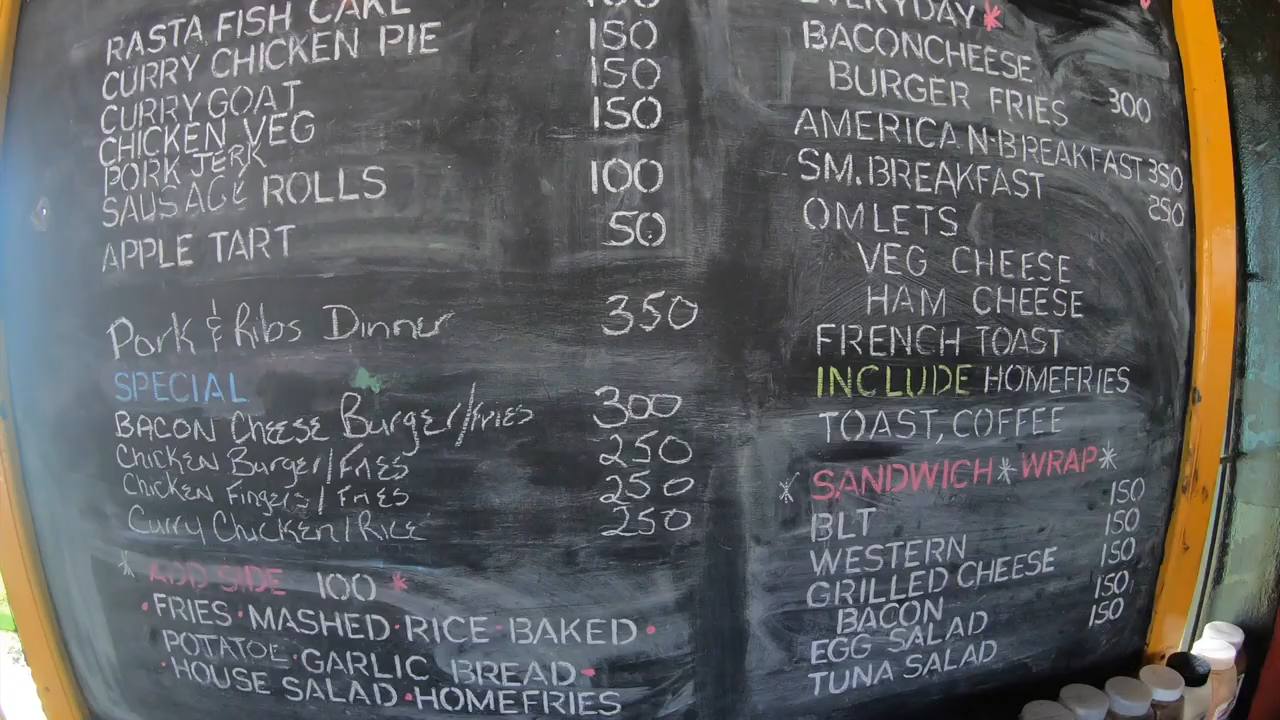 RASTA FISH CAKE 100
CURRY CHICKEN PIE 150
CURRY GOAT 150
CHICKEN VEG 150
PORK JERK
SAUSAGE ROLLS 100
APPLE TART 50
Pork & Ribs Dinner 350
SPECIAL
BACON Cheese Burger/Fries 300
Chicken Burger/Fries 250
Chicken Fingers/Fries 250
Curry Chicken/Rice 250
* ADD SIDE 100 *
·FRIES·MASHED·RICE·BAKED·
POTATOE·GARLIC BREAD·
·HOUSE SALAD·HOMEFRIES
EVERYDAY*
BACONCHEESE
BURGER FRIES 300
AMERICAN·BREAKFAST 350
SM.BREAKFAST 250
OMLETS
VEG CHEESE
HAM CHEESE
FRENCH TOAST
INCLUDE HOMEFRIES
TOAST, COFFEE
* SANDWICH * WRAP *
BLT 150
WESTERN 150
GRILLED CHEESE 150
BACON
EGG SALAD 150
TUNA SALAD 150